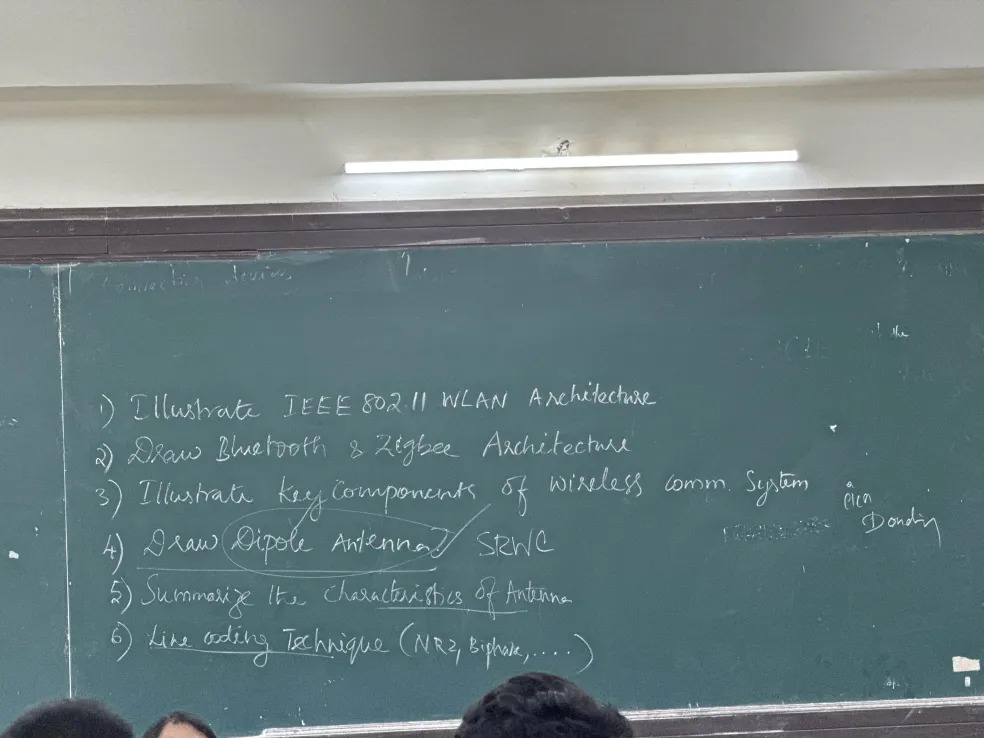 Connecting devices
of the
1) Illustrate IEEE 802.11 WLAN Architecture
2) Draw Bluetooth & Zigbee Architecture
3) Illustrate key Components of wireless comm. System
4) Draw Dipole Antenna SRWC
5) Summarize the characteristics of Antenna
6) Line coding Technique (NRZ, Biphase, ....)